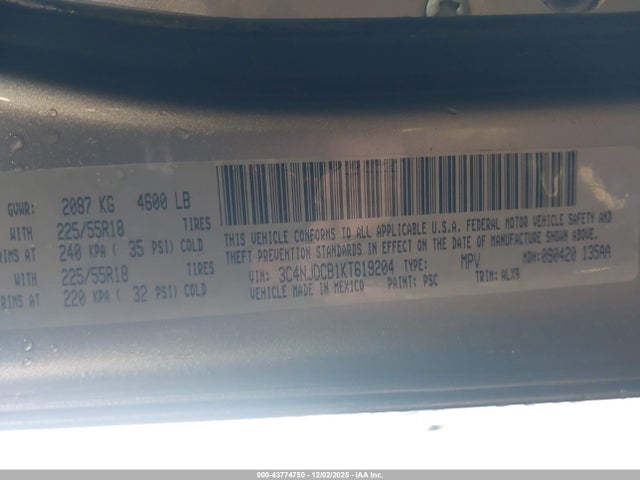 GVWR: 2087 KG 4600 LB
WITH 225/55R18 TIRES
RIMS AT 240 KPA ( 35 PSI) COLD
WITH 225/55R18 TIRES
RIMS AT 220 KPA ( 32 PSI) COLD
THIS VEHICLE CONFORMS TO ALL APPLICABLE U.S.A. FEDERAL MOTOR VEHICLE SAFETY AND
THEFT PREVENTION STANDARDS IN EFFECT ON THE DATE OF MANUFACTURE SHOWN ABOVE.
VIN: 3C4NJDCB1KT619204 TYPE: MPV MDH: 090420 135AA
VEHICLE MADE IN MEXICO PAINT: PSC TRIM: ALX9
000-43774750 - 12/02/2025 - IAAI.com